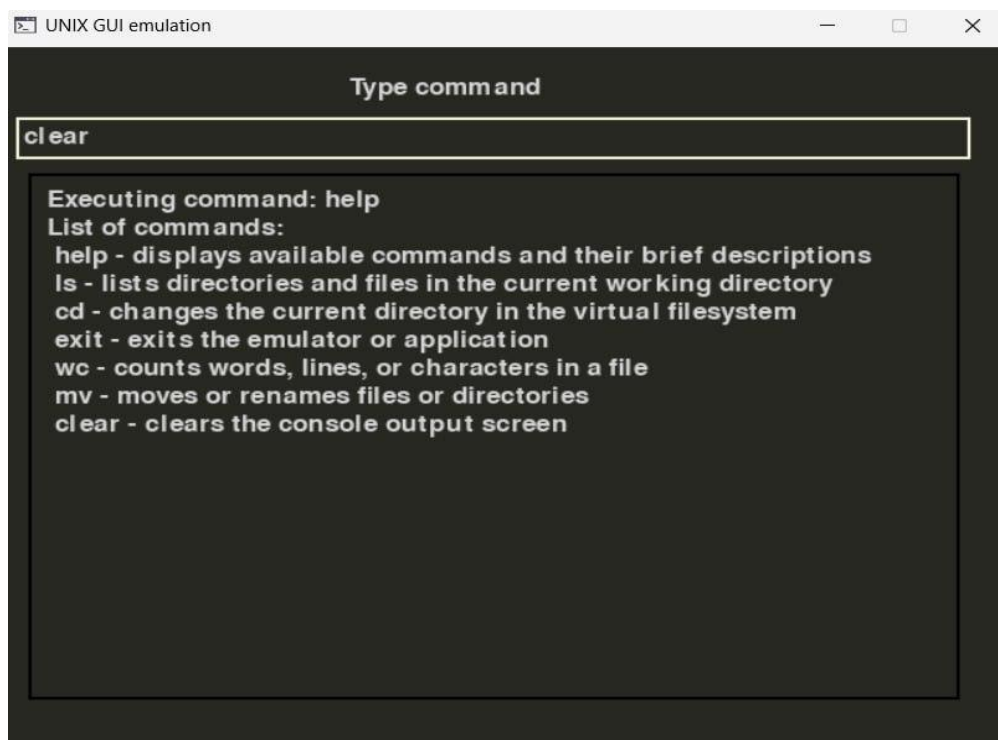 UNIX GUI emulation
Type command
clear
Executing command: help
List of commands:
help - displays available commands and their brief descriptions
ls - lists directories and files in the current working directory
cd - changes the current directory in the virtual filesystem
exit - exits the emulator or application
wc - counts words, lines, or characters in a file
mv - moves or renames files or directories
clear - clears the console output screen